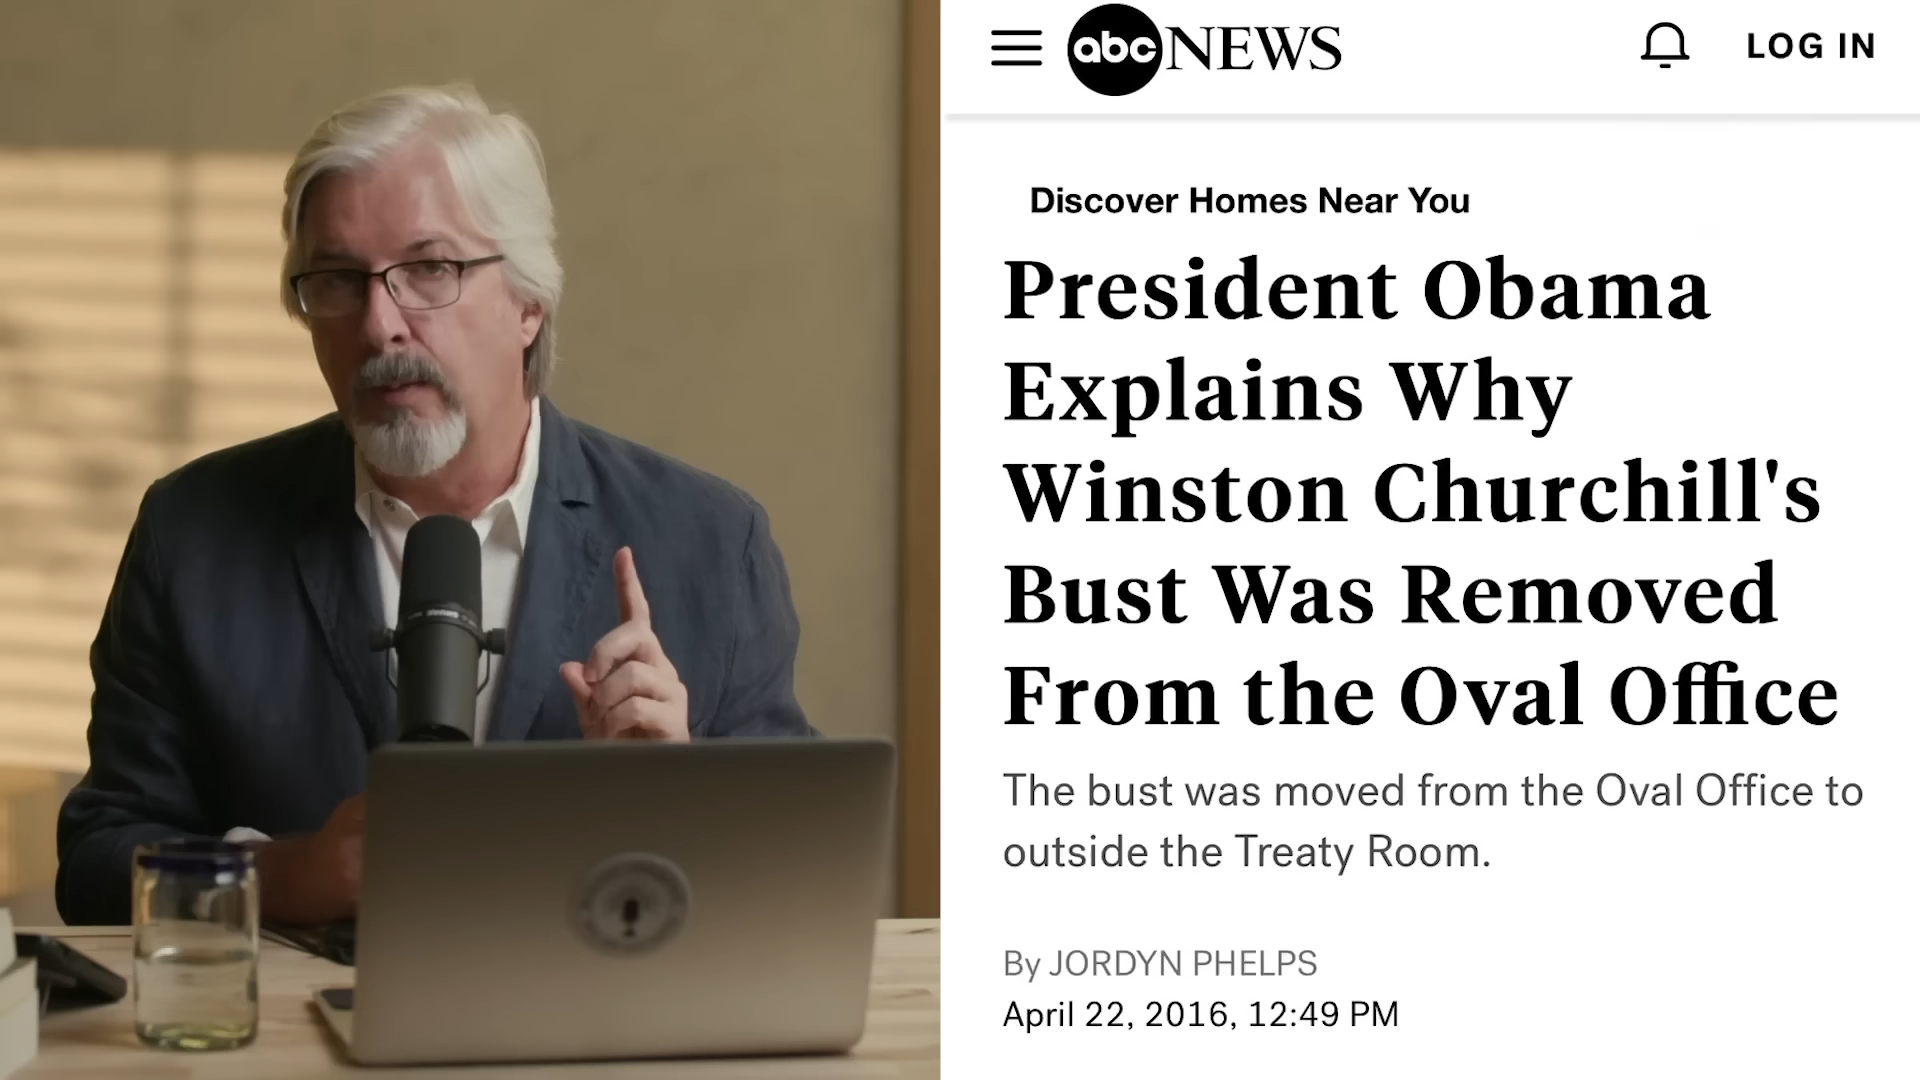 abc NEWS
LOG IN
Discover Homes Near You
President Obama
Explains Why
Winston Churchill's
Bust Was Removed
From the Oval Office
The bust was moved from the Oval Office to
outside the Treaty Room.
By JORDYN PHELPS
April 22, 2016, 12:49 PM